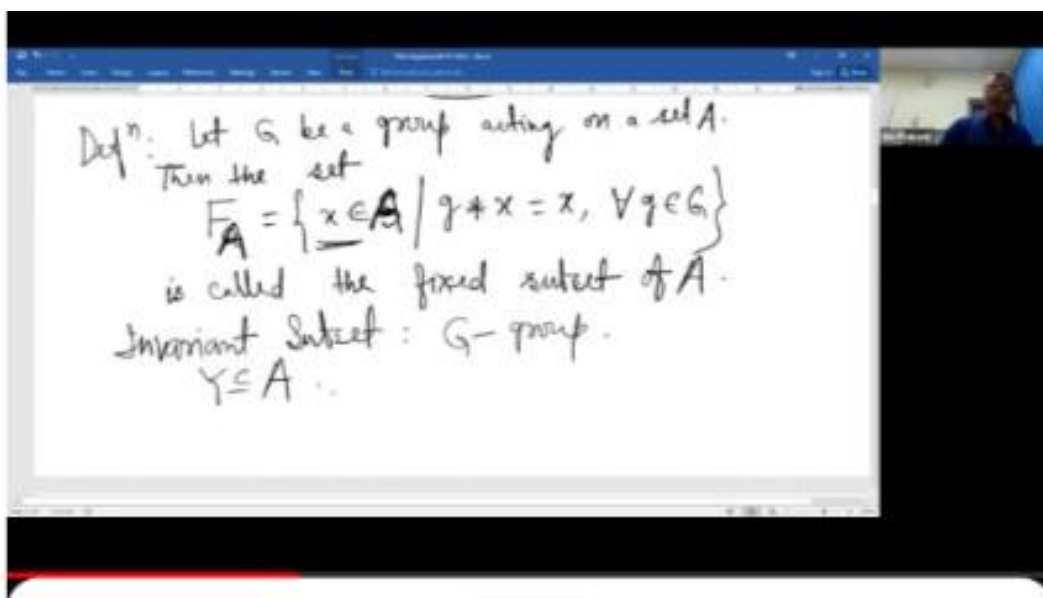 Defⁿ: Let G be a group acting on a set A.
Then the set
F_A = { x ∈ A / g * x = x, ∀ g ∈ G }
is called the fixed subset of A.
Invariant Subset : G - group.
Y ⊆ A ..